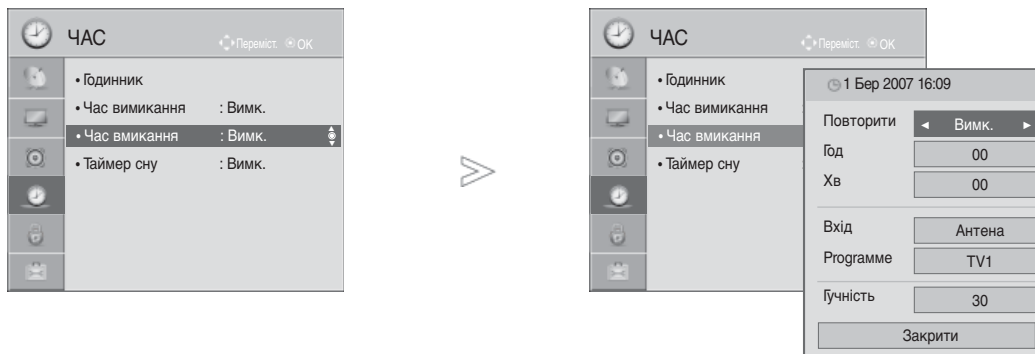 ЧАС
Переміст. OK
• Годинник
• Час вимикання : Вимк.
• Час вмикання : Вимк.
• Таймер сну : Вимк.
ЧАС
Переміст. OK
• Годинник
• Час вимикання :
• Час вмикання
• Таймер сну :
1 Бер 2007 16:09
Повторити ◄ Вимк. ►
Год 00
Хв 00
Вхід Антена
Programme TV1
Гучність 30
Закрити